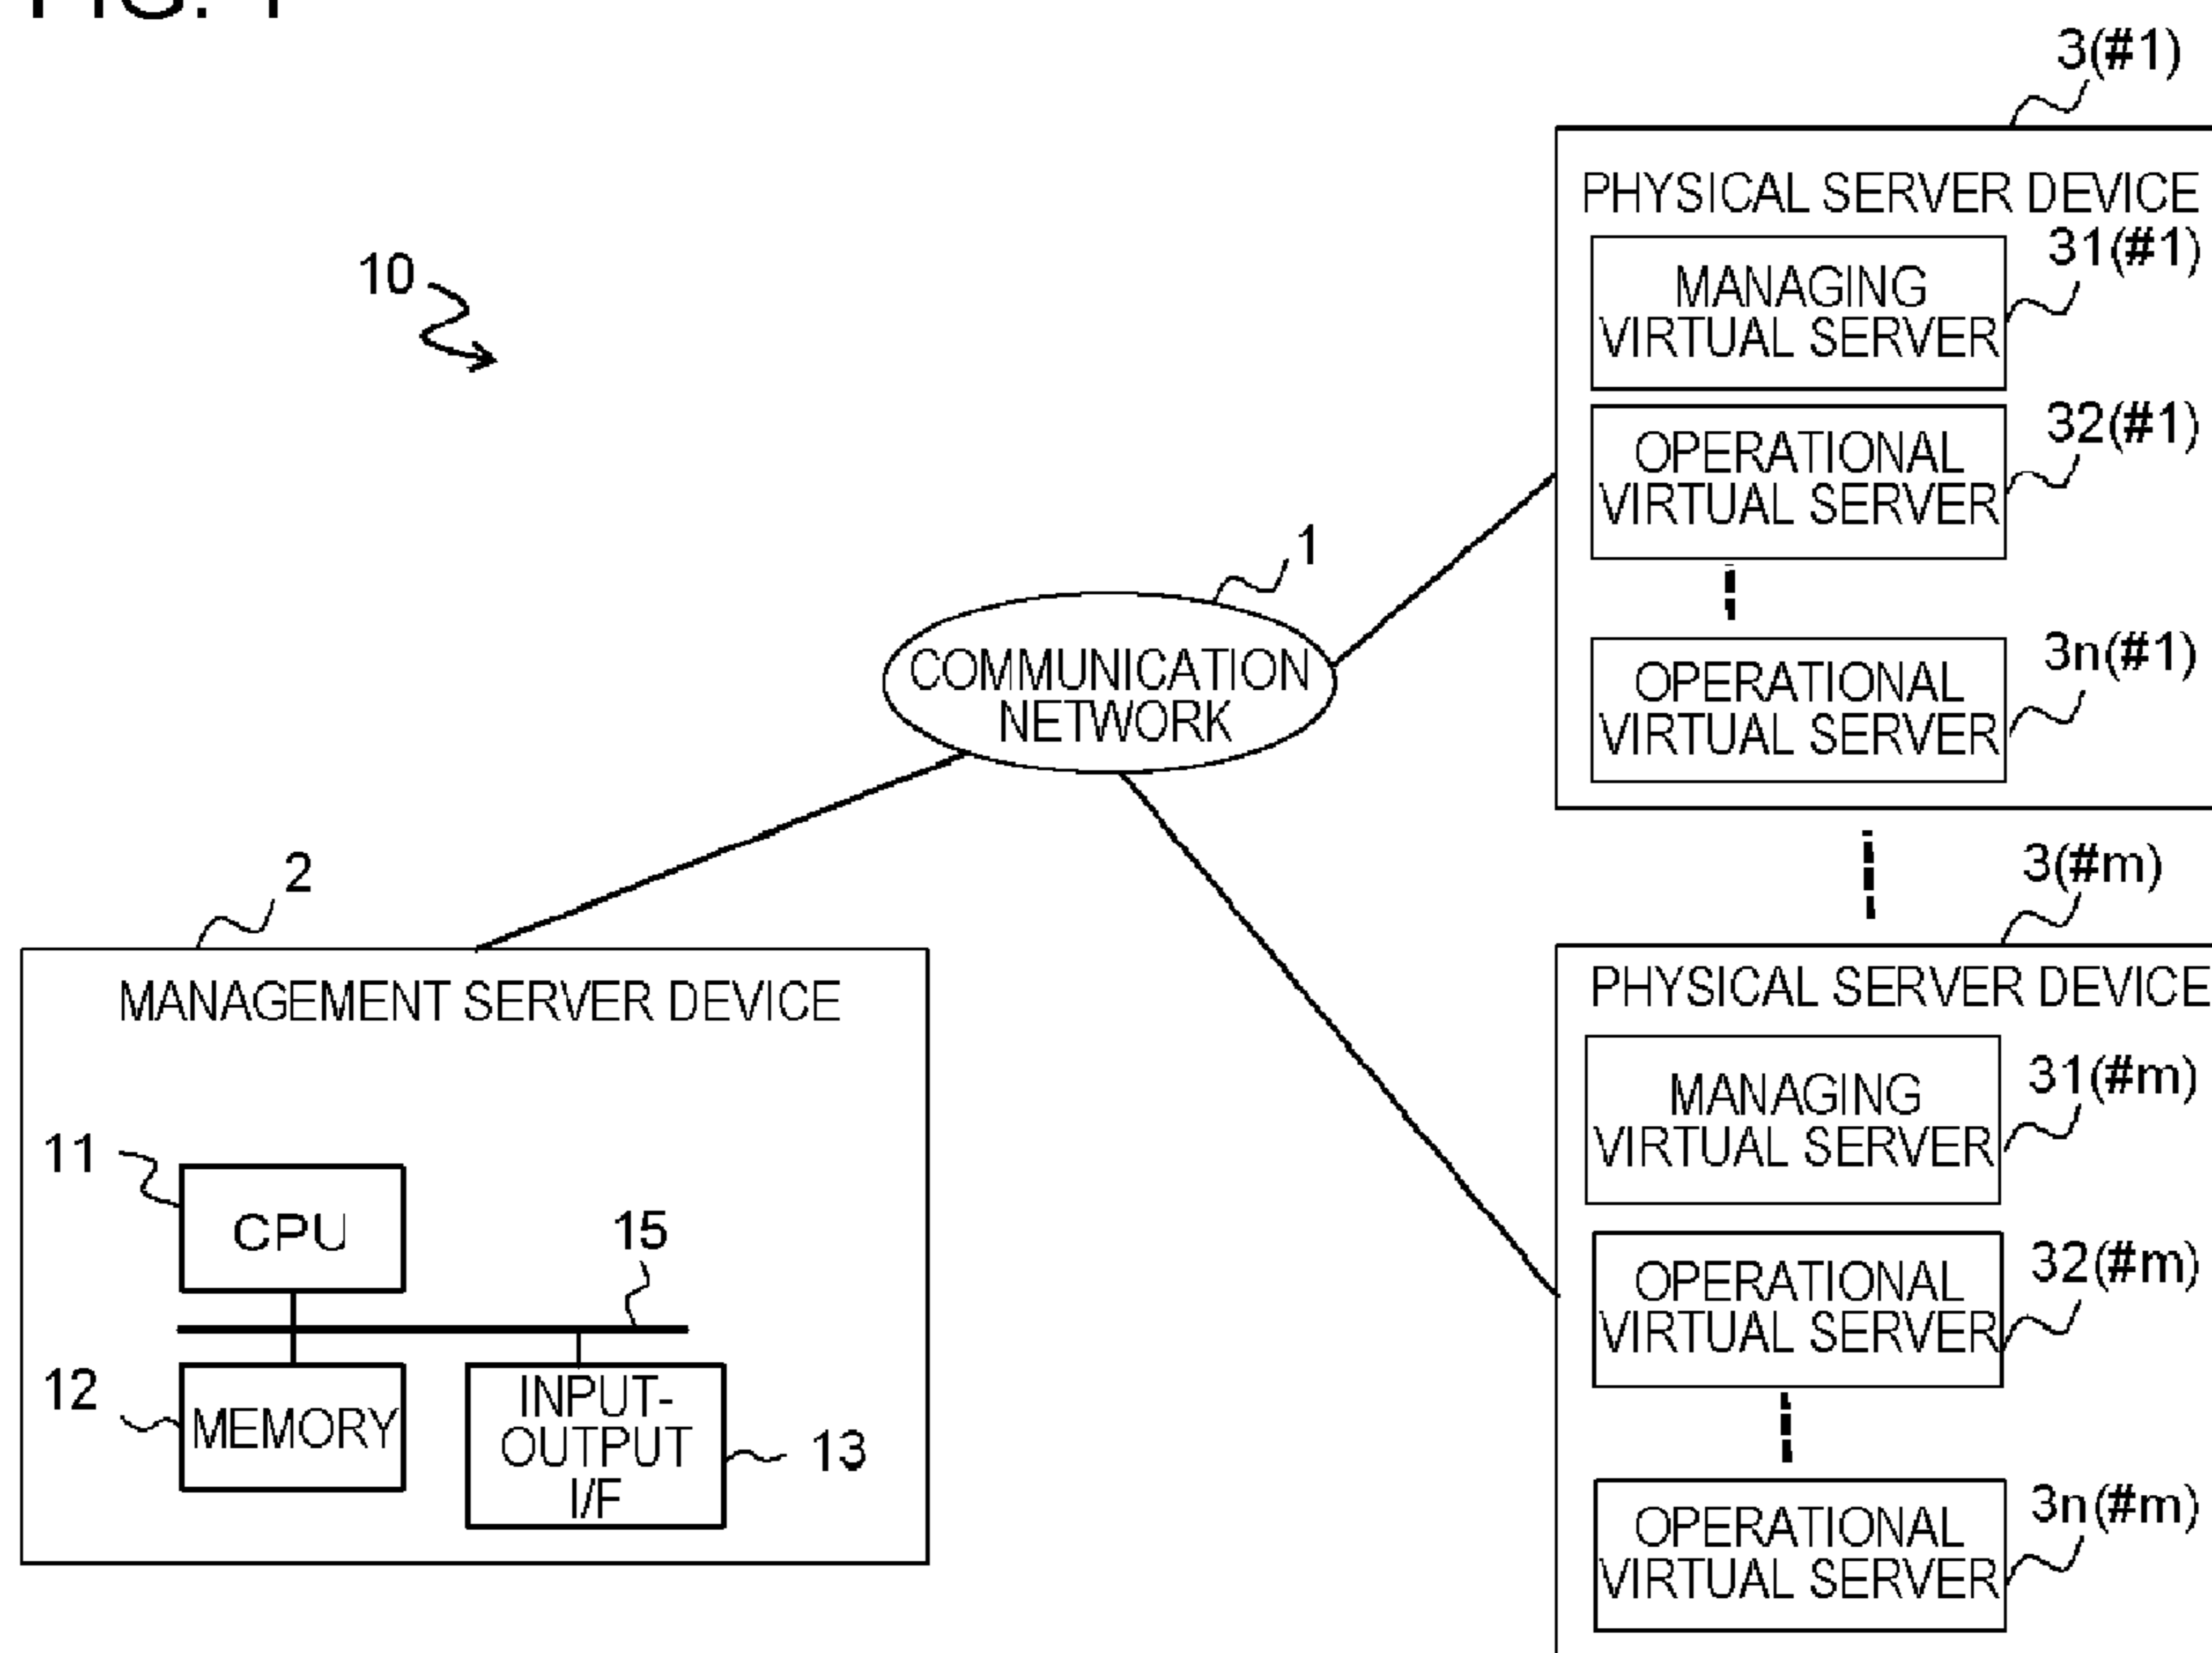 FIG. 1
3(#1)
PHYSICAL SERVER DEVICE
31(#1)
MANAGING
VIRTUAL SERVER
10
32(#1)
OPERATIONAL
VIRTUAL SERVER
1
COMMUNICATION
NETWORK
3n(#1)
OPERATIONAL
VIRTUAL SERVER
2
3(#m)
MANAGEMENT SERVER DEVICE
PHYSICAL SERVER DEVICE
31(#m)
MANAGING
VIRTUAL SERVER
11
CPU
15
32(#m)
OPERATIONAL
VIRTUAL SERVER
12
MEMORY
INPUT-
OUTPUT
I/F
13
3n(#m)
OPERATIONAL
VIRTUAL SERVER